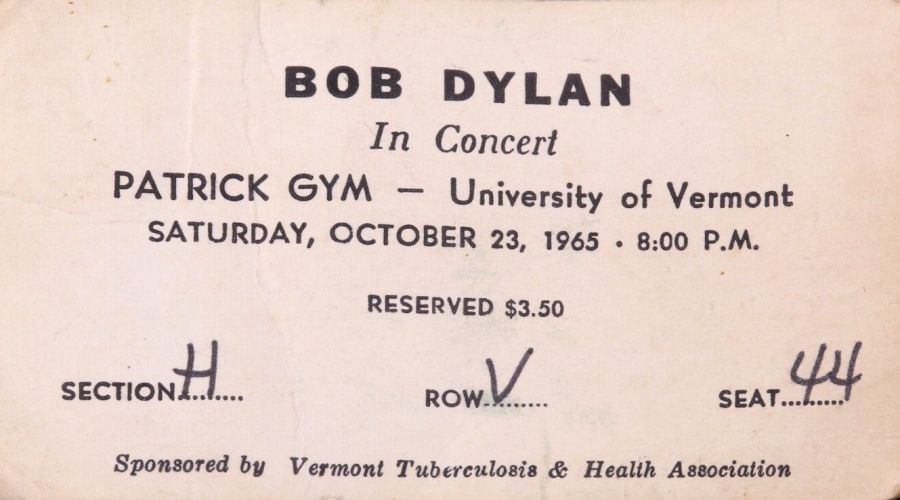 BOB DYLAN
In Concert
PATRICK GYM — University of Vermont
SATURDAY, OCTOBER 23, 1965 • 8:00 P.M.
RESERVED $3.50
SECTION H ROW V SEAT 44
Sponsored by Vermont Tuberculosis & Health Association